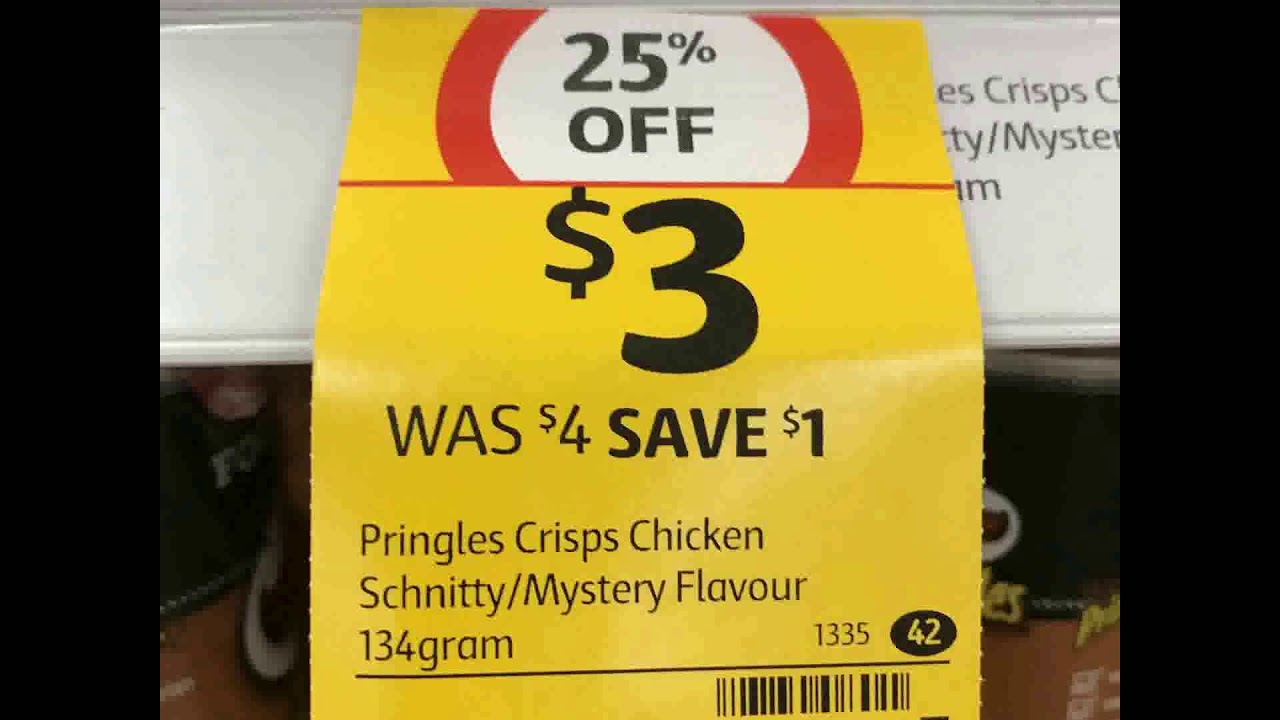 25% OFF
$3
WAS $4 SAVE $1
Pringles Crisps Chicken
Schnitty/Mystery Flavour
134gram
1335 42
es Crisps C
ty/Myster
am